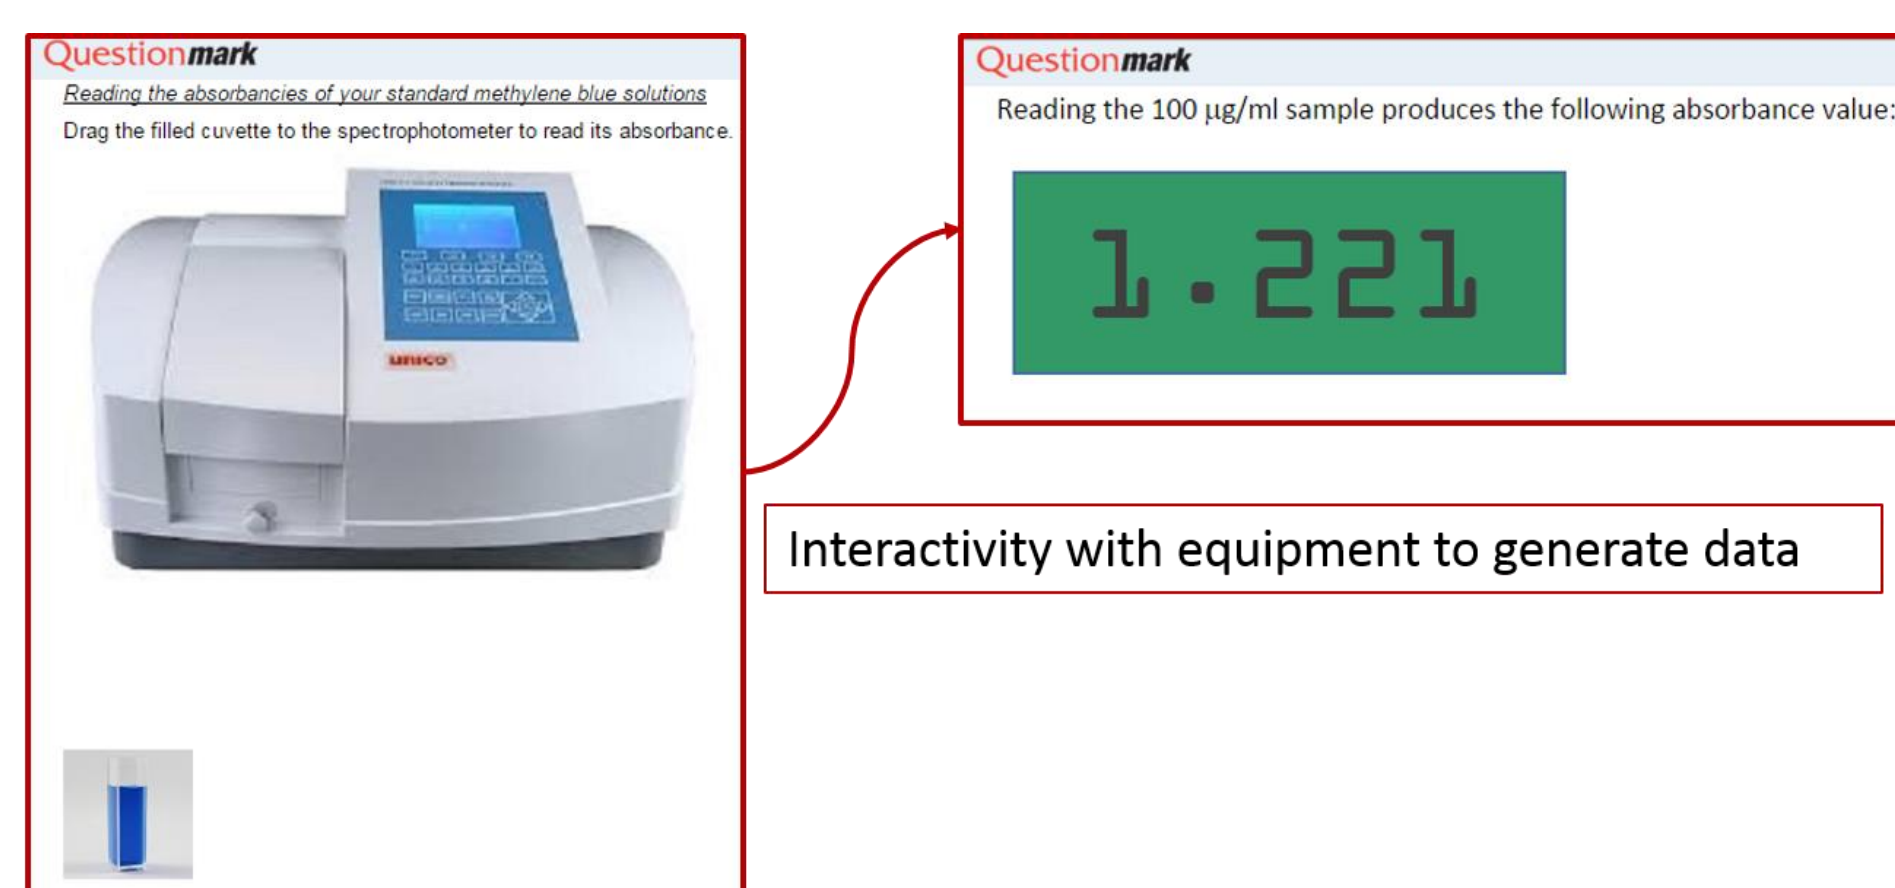 Questionmark
Reading the absorbancies of your standard methylene blue solutions
Drag the filled cuvette to the spectrophotometer to read its absorbance.
unico
Questionmark
Reading the 100 µg/ml sample produces the following absorbance value:
1.221
Interactivity with equipment to generate data